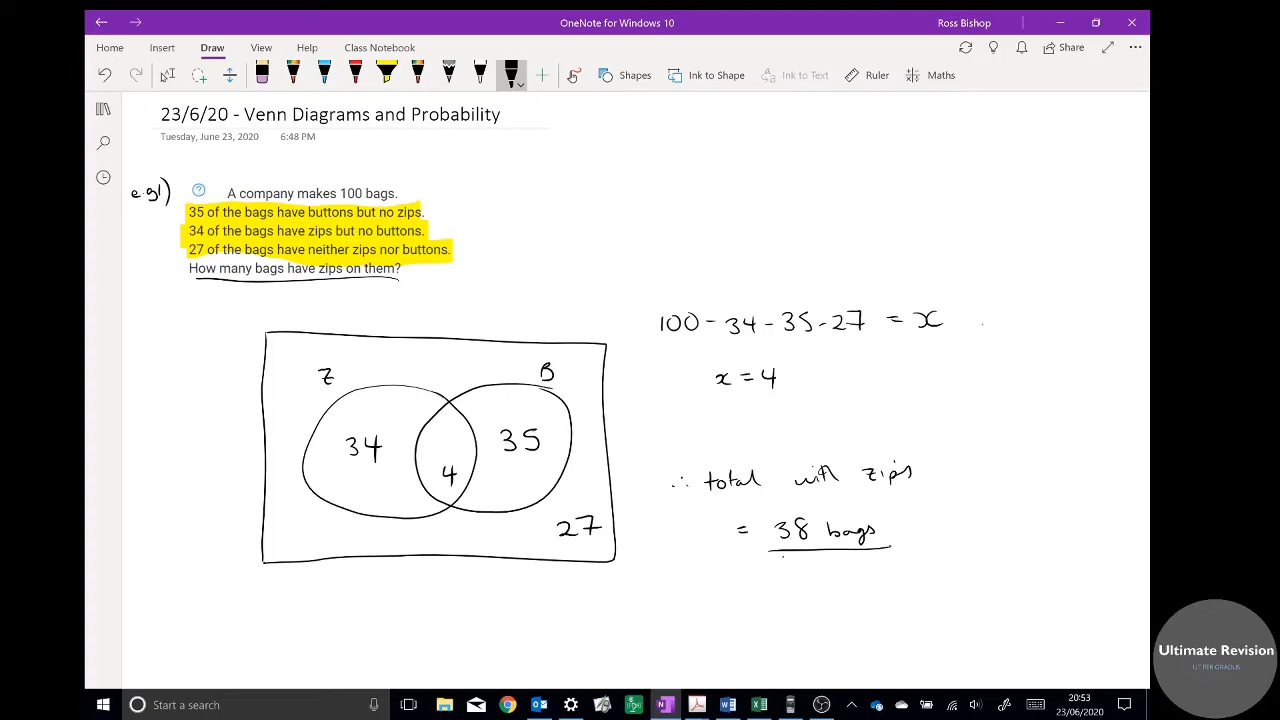 OneNote for Windows 10
Ross Bishop
Home Insert Draw View Help Class Notebook
Share
Shapes Ink to Shape Ink to Text Ruler Maths
23/6/20 - Venn Diagrams and Probability
Tuesday, June 23, 2020 6:48 PM
e.g1) A company makes 100 bags.
35 of the bags have buttons but no zips.
34 of the bags have zips but no buttons.
27 of the bags have neither zips nor buttons.
How many bags have zips on them?
100 - 34 - 35 - 27 = x
x = 4
Z B
34 4 35
27
∴ total with zips
= 38 bags
Ultimate Revision
UT PER GRADUS
Start a search
20:53
23/06/2020